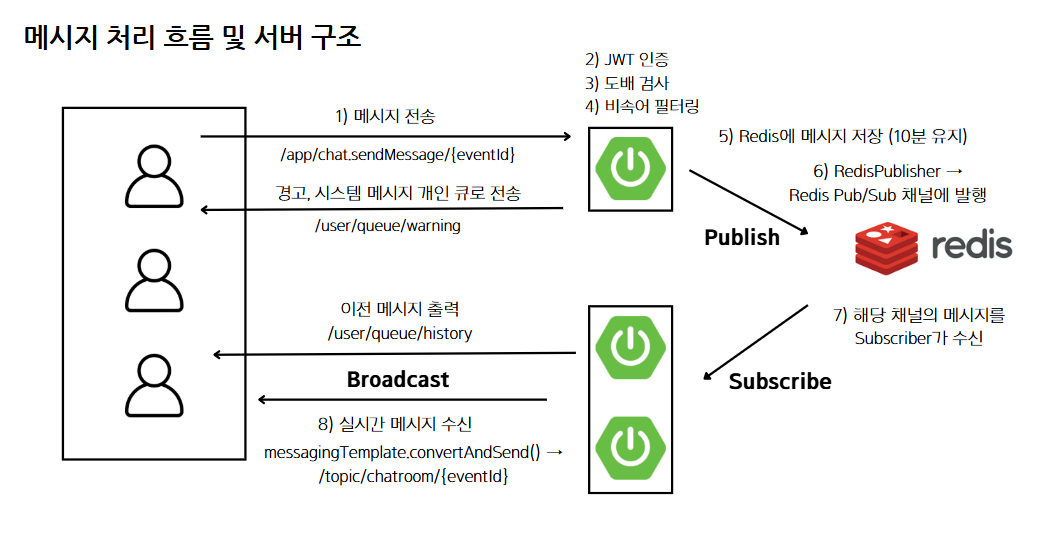 메시지 처리 흐름 및 서버 구조
2) JWT 인증
3) 도배 검사
4) 비속어 필터링
1) 메시지 전송
/app/chat.sendMessage/{eventId}
경고, 시스템 메시지 개인 큐로 전송
/user/queue/warning
5) Redis에 메시지 저장 (10분 유지)
6) RedisPublisher →
Redis Pub/Sub 채널에 발행
Publish
redis
이전 메시지 출력
/user/queue/history
7) 해당 채널의 메시지를
Subscriber가 수신
Broadcast
Subscribe
8) 실시간 메시지 수신
messagingTemplate.convertAndSend() →
/topic/chatroom/{eventId}